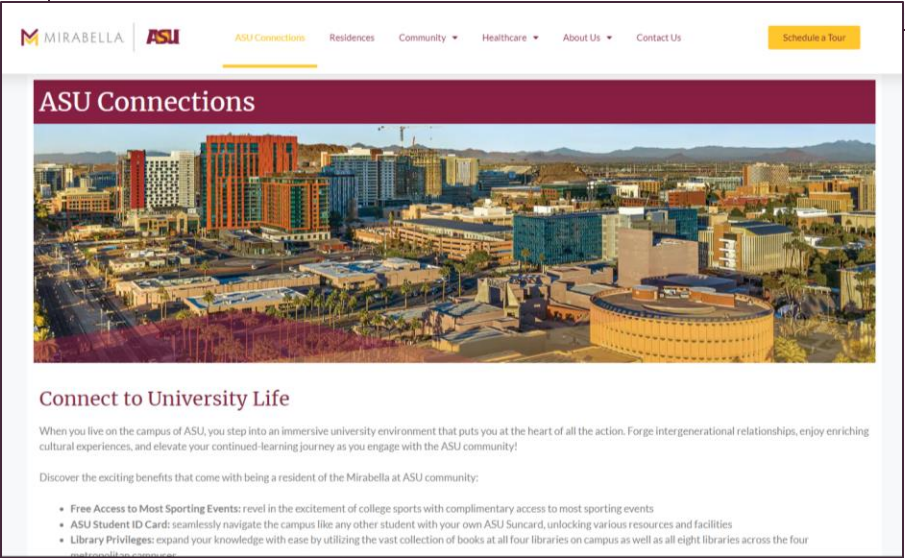 MIRABELLA ASU ASU Connections Residences Community Healthcare About Us Contact Us Schedule a Tour
ASU Connections
Connect to University Life
When you live on the campus of ASU, you step into an immersive university environment that puts you at the heart of all the action. Forge intergenerational relationships, enjoy enriching
cultural experiences, and elevate your continued-learning journey as you engage with the ASU community!
Discover the exciting benefits that come with being a resident of the Mirabella at ASU community:
• Free Access to Most Sporting Events: revel in the excitement of college sports with complimentary access to most sporting events
• ASU Student ID Card: seamlessly navigate the campus like any other student with your own ASU Suncard, unlocking various resources and facilities
• Library Privileges: expand your knowledge with ease by utilizing the vast collection of books at all four libraries on campus as well as all eight libraries across the four
metropolitan campuses